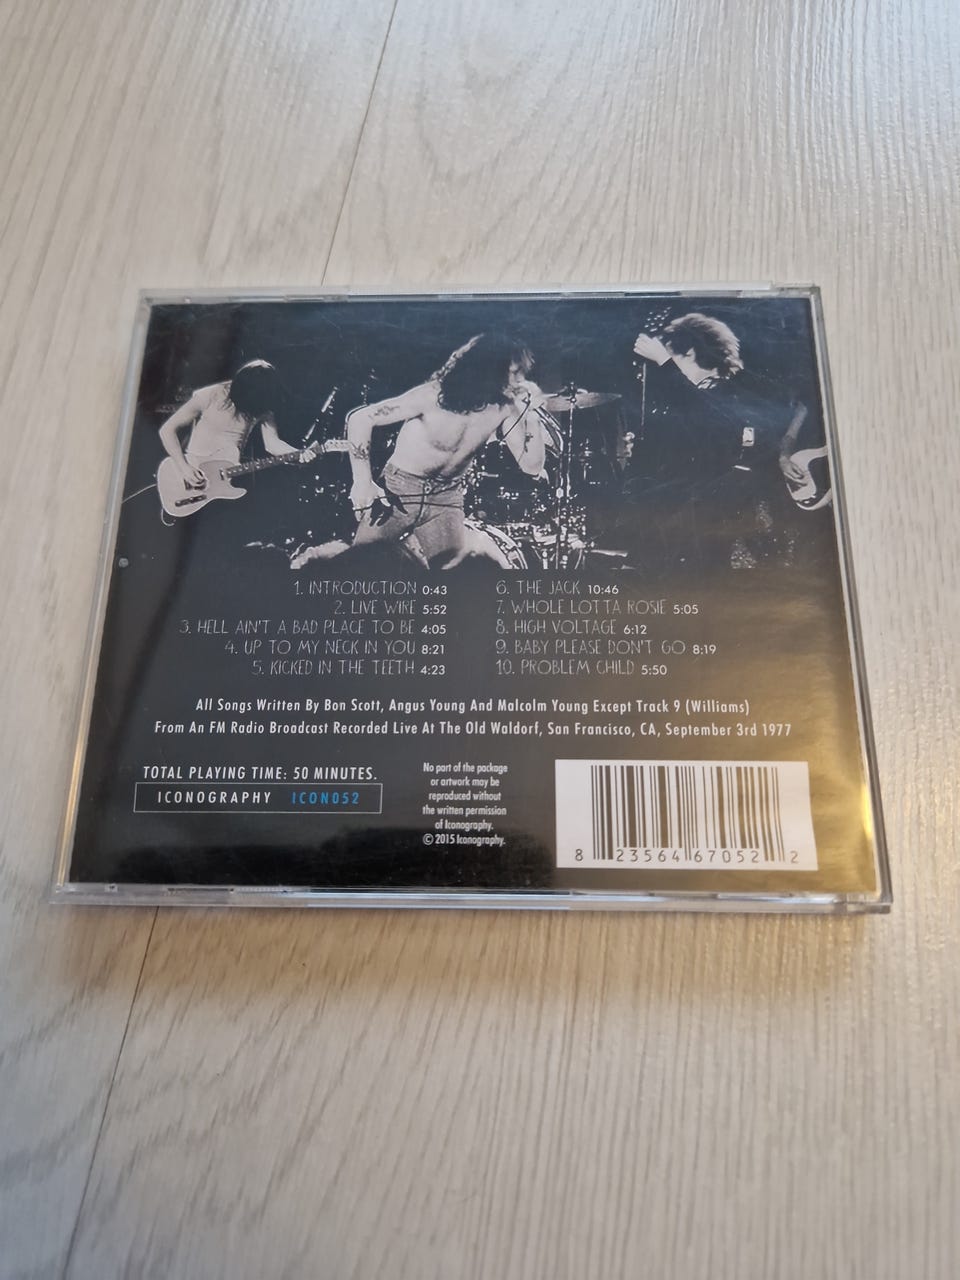 1. INTRODUCTION 0:43
2. LIVE WIRE 5:52
3. HELL AIN'T A BAD PLACE TO BE 4:05
4. UP TO MY NECK IN YOU 8:21
5. KICKED IN THE TEETH 4:23
6. THE JACK 10:46
7. WHOLE LOTTA ROSIE 5:05
8. HIGH VOLTAGE 6:12
9. BABY PLEASE DON'T GO 8:19
10. PROBLEM CHILD 5:50
All Songs Written By Bon Scott, Angus Young And Malcolm Young Except Track 9 (Williams)
From An FM Radio Broadcast Recorded Live At The Old Waldorf, San Francisco, CA, September 3rd 1977
TOTAL PLAYING TIME: 50 MINUTES.
ICONOGRAPHY ICON052
No part of the package
or artwork may be
reproduced without
the written permission
of Iconography.
© 2015 Iconography.
8 23564 67052 2